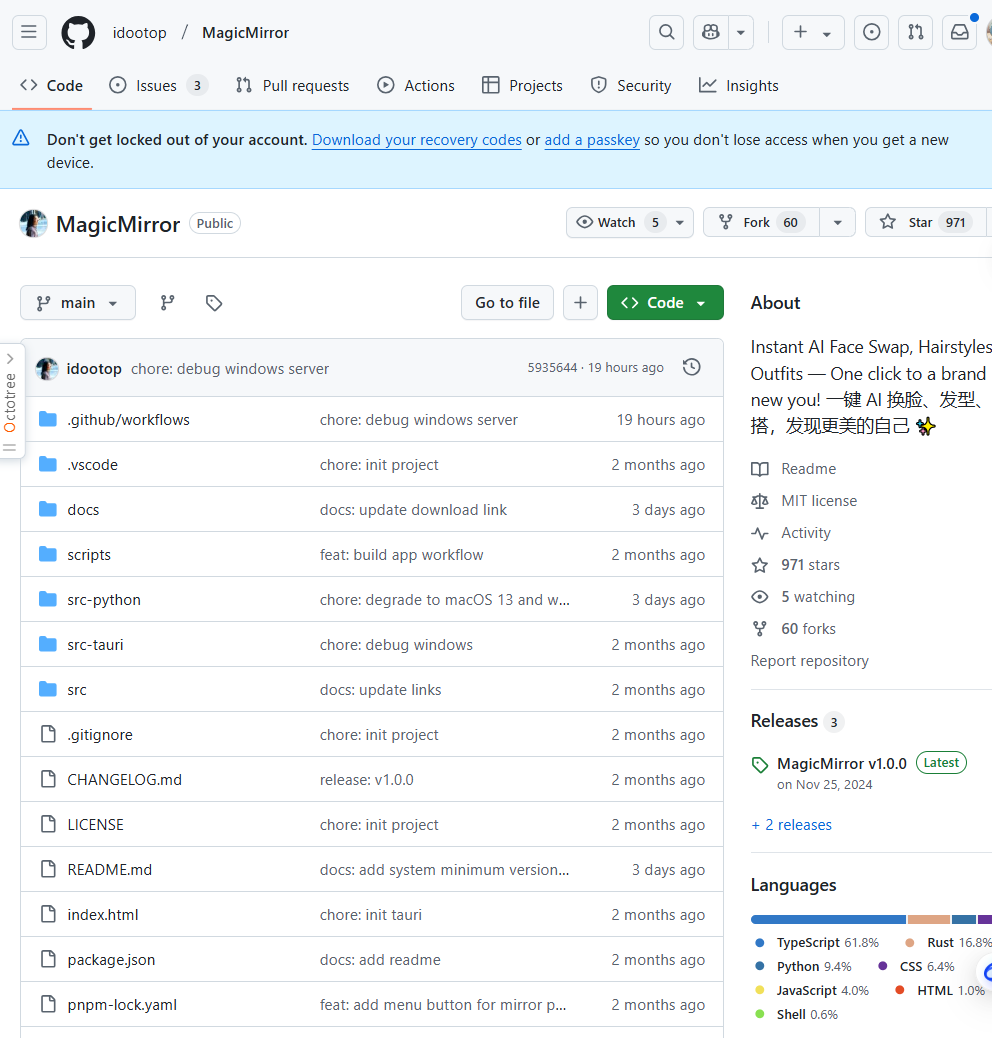 idootop / MagicMirror
Code Issues 3 Pull requests Actions Projects Security Insights
Don't get locked out of your account. Download your recovery codes or add a passkey so you don't lose access when you get a new
device.
MagicMirror Public
Watch 5 Fork 60 Star 971
main Go to file Code
Octotree
idootop chore: debug windows server 5935644 · 19 hours ago
.github/workflows chore: debug windows server 19 hours ago
.vscode chore: init project 2 months ago
docs docs: update download link 3 days ago
scripts feat: build app workflow 2 months ago
src-python chore: degrade to macOS 13 and w... 3 days ago
src-tauri chore: debug windows 2 months ago
src docs: update links 2 months ago
.gitignore chore: init project 2 months ago
CHANGELOG.md release: v1.0.0 2 months ago
LICENSE chore: init project 2 months ago
README.md docs: add system minimum version... 3 days ago
index.html chore: init tauri 2 months ago
package.json docs: add readme 2 months ago
pnpm-lock.yaml feat: add menu button for mirror p... 2 months ago
About
Instant AI Face Swap, Hairstyles
Outfits — One click to a brand
new you! 一键 AI 换脸、发型、
搭，发现更美的自己 ✨
Readme
MIT license
Activity
971 stars
5 watching
60 forks
Report repository
Releases 3
MagicMirror v1.0.0 Latest
on Nov 25, 2024
+ 2 releases
Languages
TypeScript 61.8% Rust 16.8%
Python 9.4% CSS 6.4%
JavaScript 4.0% HTML 1.0%
Shell 0.6%